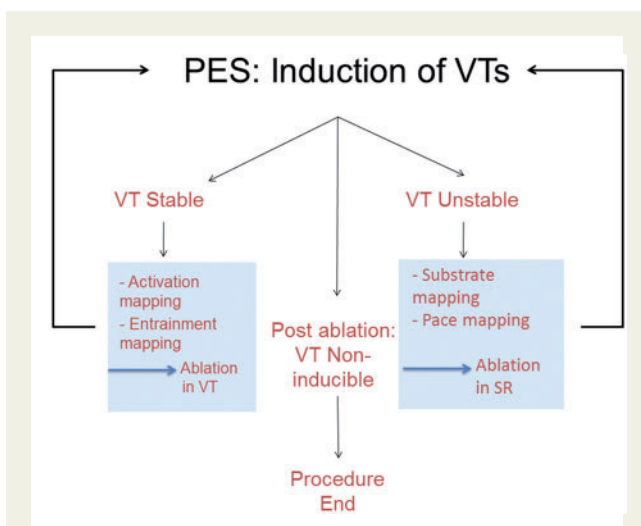 PES: Induction of VTs
VT Stable
VT Unstable
- Activation
mapping
- Entrainment
mapping
Ablation
in VT
Post ablation:
VT Non-
inducible
- Substrate
mapping
- Pace mapping
Ablation
in SR
Procedure
End